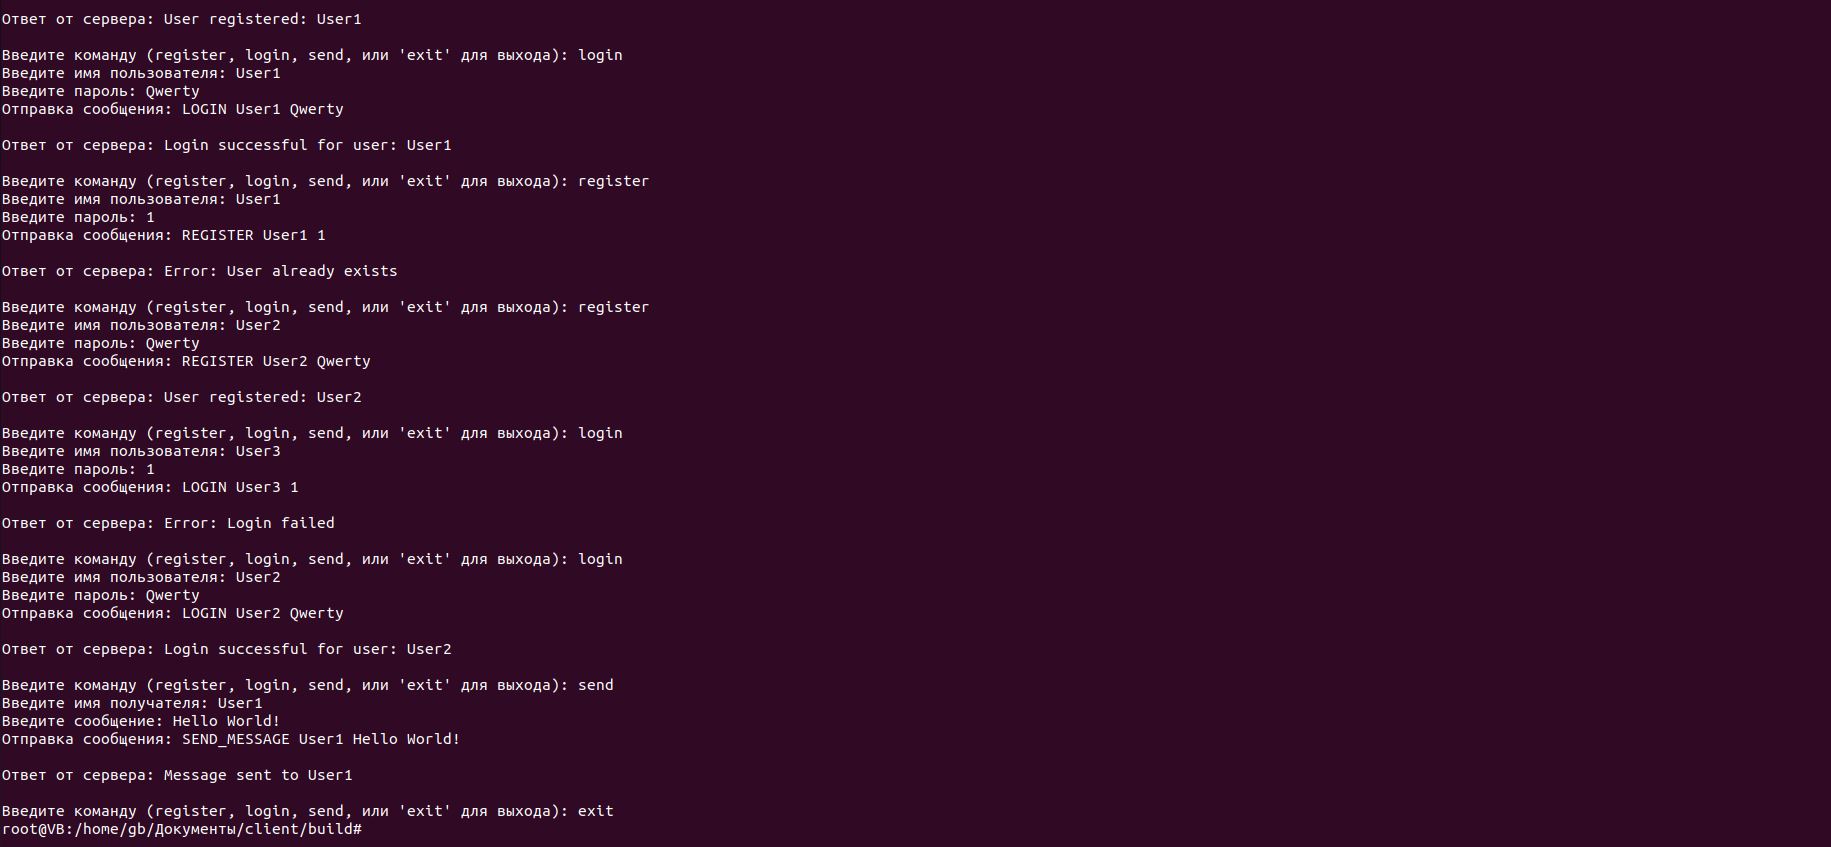 Ответ от сервера: User registered: User1
Введите команду (register, login, send, или 'exit' для выхода): login
Введите имя пользователя: User1
Введите пароль: Qwerty
Отправка сообщения: LOGIN User1 Qwerty
Ответ от сервера: Login successful for user: User1
Введите команду (register, login, send, или 'exit' для выхода): register
Введите имя пользователя: User1
Введите пароль: 1
Отправка сообщения: REGISTER User1 1
Ответ от сервера: Error: User already exists
Введите команду (register, login, send, или 'exit' для выхода): register
Введите имя пользователя: User2
Введите пароль: Qwerty
Отправка сообщения: REGISTER User2 Qwerty
Ответ от сервера: User registered: User2
Введите команду (register, login, send, или 'exit' для выхода): login
Введите имя пользователя: User3
Введите пароль: 1
Отправка сообщения: LOGIN User3 1
Ответ от сервера: Error: Login failed
Введите команду (register, login, send, или 'exit' для выхода): login
Введите имя пользователя: User2
Введите пароль: Qwerty
Отправка сообщения: LOGIN User2 Qwerty
Ответ от сервера: Login successful for user: User2
Введите команду (register, login, send, или 'exit' для выхода): send
Введите имя получателя: User1
Введите сообщение: Hello World!
Отправка сообщения: SEND_MESSAGE User1 Hello World!
Ответ от сервера: Message sent to User1
Введите команду (register, login, send, или 'exit' для выхода): exit
root@VB:/home/gb/Документы/client/build#